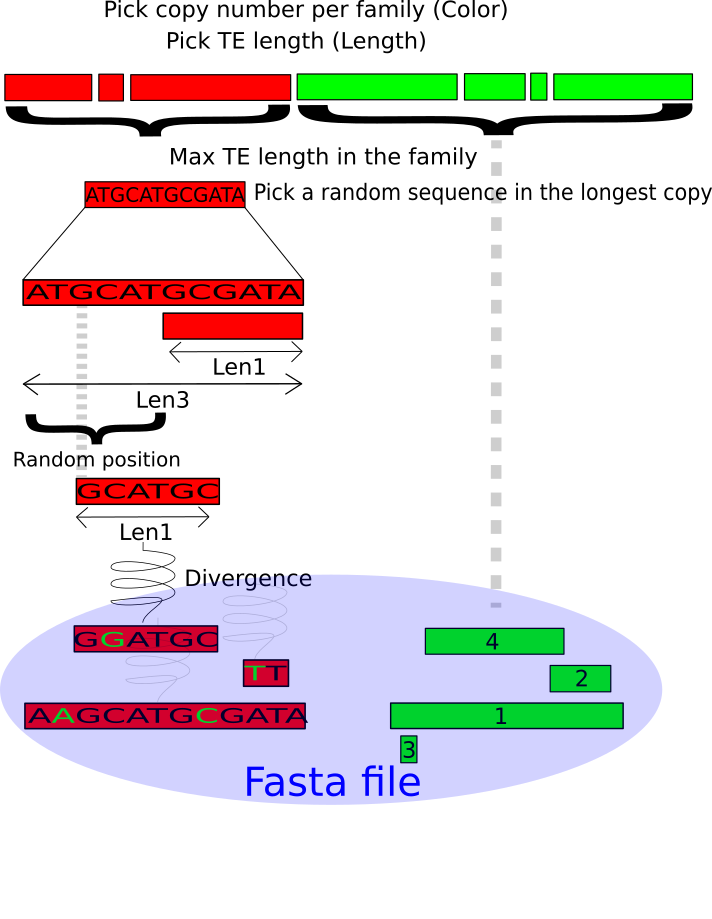 Pick copy number per family (Color)
Pick TE length (Length)
Max TE length in the family
ATGCATGCGATA
Pick a random sequence in the longest copy
ATGCATGCGATA
Len1
Len3
Random position
GCATGC
Len1
Divergence
GGATGC
4
TT
2
AAGCATGCGATA
1
3
Fasta file